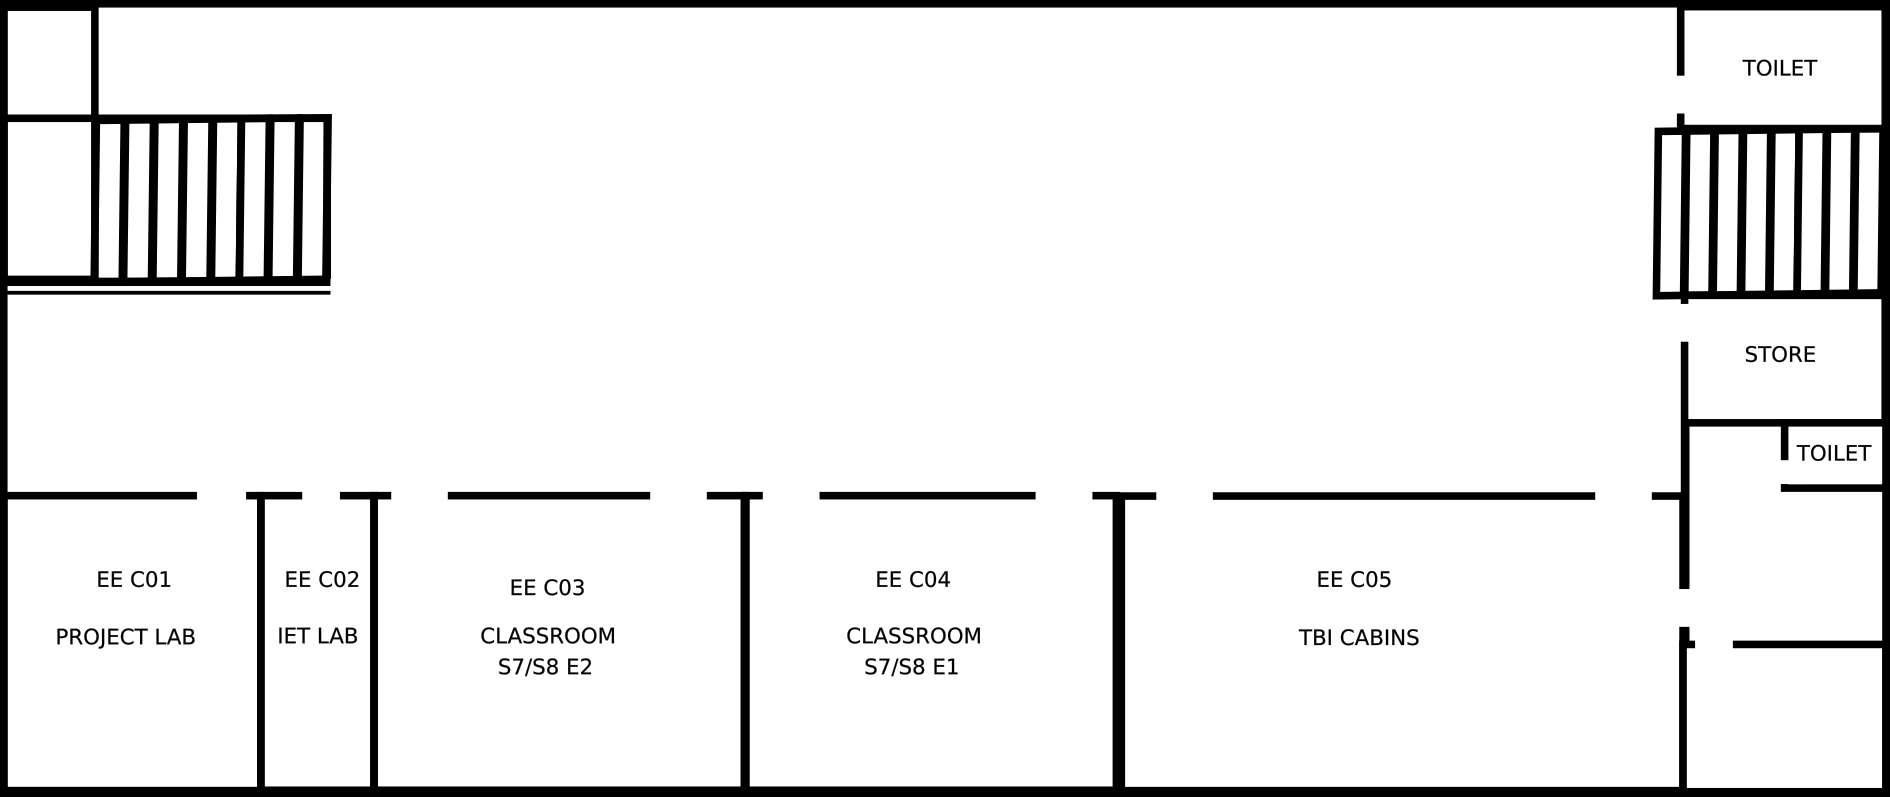 TOILET
STORE
TOILET
EE C01
PROJECT LAB
EE C02
IET LAB
EE C03
CLASSROOM
S7/S8 E2
EE C04
CLASSROOM
S7/S8 E1
EE C05
TBI CABINS